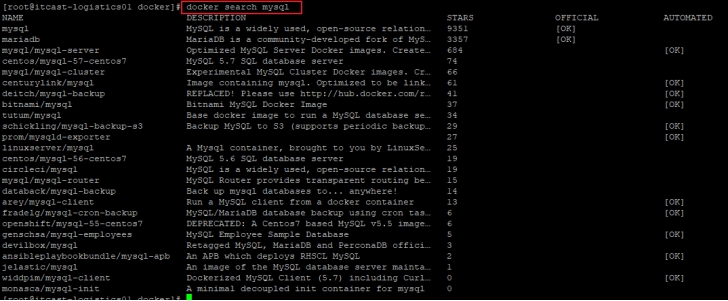 [root@itcast-logistics01 docker]# docker search mysql
NAME DESCRIPTION STARS OFFICIAL AUTOMATED
mysql MySQL is a widely used, open-source relation… 9351 [OK]
mariadb MariaDB is a community-developed fork of MyS… 3357 [OK]
mysql/mysql-server Optimized MySQL Server Docker images. Create… 684 [OK]
centos/mysql-57-centos7 MySQL 5.7 SQL database server 74
mysql/mysql-cluster Experimental MySQL Cluster Docker images. Cr… 66
centurylink/mysql Image containing mysql. Optimized to be link… 61 [OK]
deitch/mysql-backup REPLACED! Please use http://hub.docker.com/r… 41 [OK]
bitnami/mysql Bitnami MySQL Docker Image 37 [OK]
tutum/mysql Base docker image to run a MySQL database se… 34
schickling/mysql-backup-s3 Backup MySQL to S3 (supports periodic backup… 29 [OK]
prom/mysqld-exporter 27 [OK]
linuxserver/mysql A Mysql container, brought to you by LinuxSe… 25
centos/mysql-56-centos7 MySQL 5.6 SQL database server 19
circleci/mysql MySQL is a widely used, open-source relation… 19
mysql/mysql-router MySQL Router provides transparent routing be… 15
databack/mysql-backup Back up mysql databases to... anywhere! 14
arey/mysql-client Run a MySQL client from a docker container 13 [OK]
fradelg/mysql-cron-backup MySQL/MariaDB database backup using cron tas… 6 [OK]
openshift/mysql-55-centos7 DEPRECATED: A Centos7 based MySQL v5.5 image… 6
genschsa/mysql-employees MySQL Employee Sample Database 5 [OK]
devilbox/mysql Retagged MySQL, MariaDB and PerconaDB offici… 3
ansibleplaybookbundle/mysql-apb An APB which deploys RHSCL MySQL 2 [OK]
jelastic/mysql An image of the MySQL database server mainta… 1
widdpim/mysql-client Dockerized MySQL Client (5.7) including Curl… 0 [OK]
monasca/mysql-init A minimal decoupled init container for mysql 0
[root@itcast-logistics01 docker]#